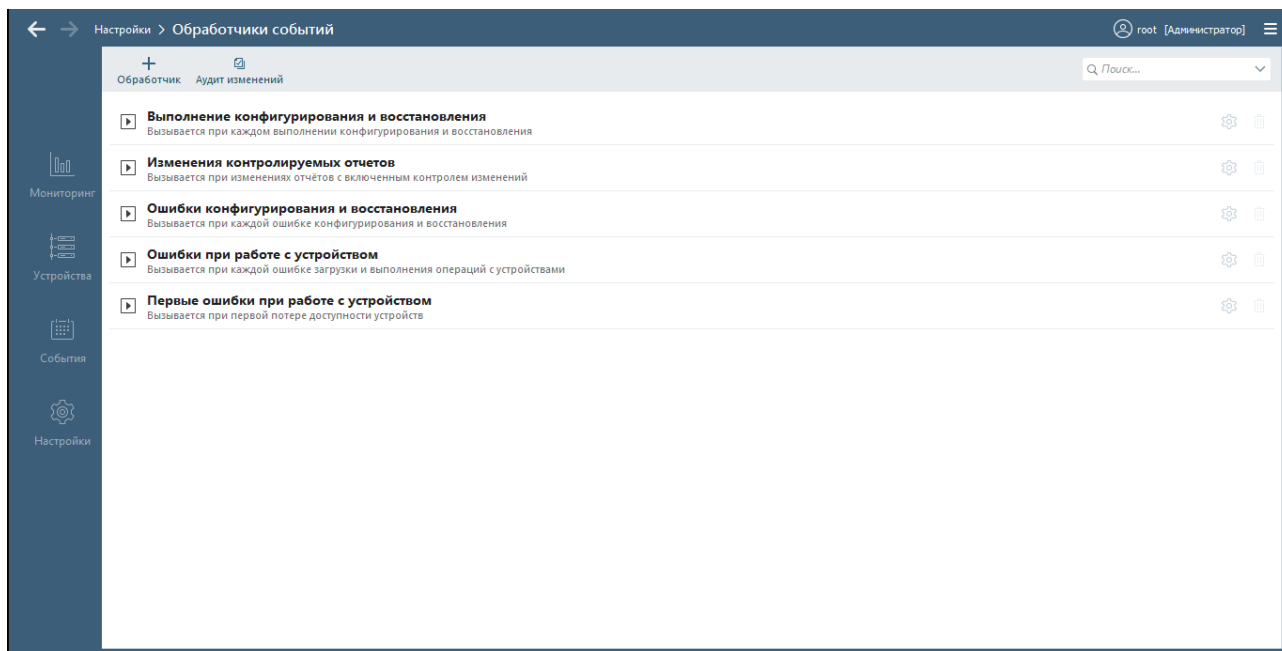 Настройки > Обработчики событий
root [Администратор]
Обработчик
Аудит изменений
Поиск...
Выполнение конфигурирования и восстановления
Вызывается при каждом выполнении конфигурирования и восстановления
Изменения контролируемых отчетов
Вызывается при изменениях отчётов с включенным контролем изменений
Ошибки конфигурирования и восстановления
Вызывается при каждой ошибке конфигурирования и восстановления
Ошибки при работе с устройством
Вызывается при каждой ошибке загрузки и выполнения операций с устройствами
Первые ошибки при работе с устройством
Вызывается при первой потере доступности устройств
Мониторинг
Устройства
События
Настройки